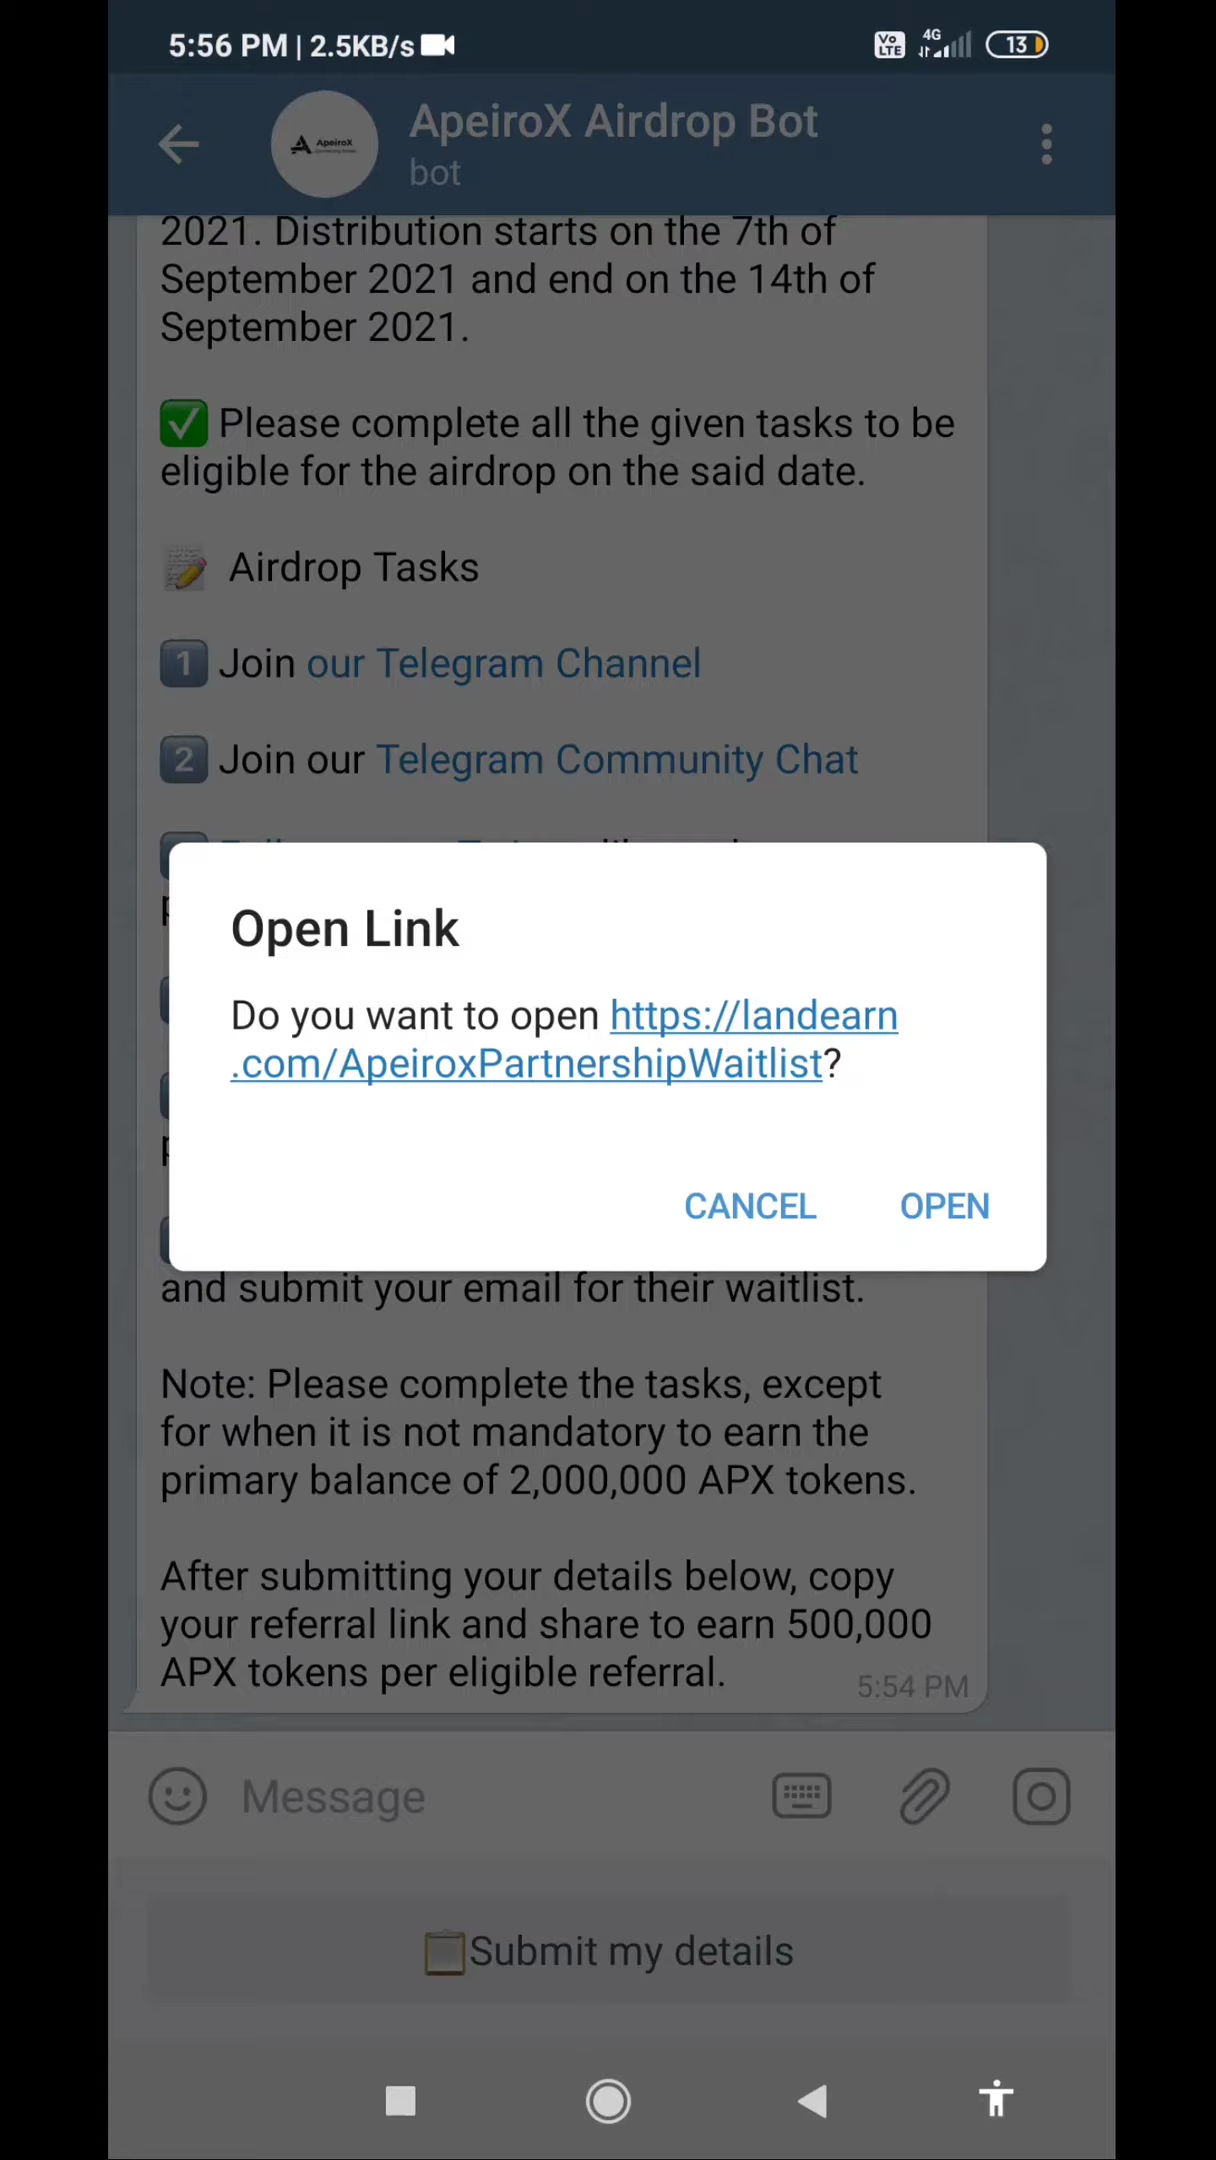 5:56 PM | 2.5KB/s
Vo LTE 4G 13
ApeiroX Airdrop Bot
ApeiroX
bot
2021. Distribution starts on the 7th of
September 2021 and end on the 14th of
September 2021.
✅ Please complete all the given tasks to be
eligible for the airdrop on the said date.
📝 Airdrop Tasks
1️⃣ Join our Telegram Channel
2️⃣ Join our Telegram Community Chat
Open Link
Do you want to open https://landearn
.com/ApeiroxPartnershipWaitlist?
CANCEL OPEN
and submit your email for their waitlist.
Note: Please complete the tasks, except
for when it is not mandatory to earn the
primary balance of 2,000,000 APX tokens.
After submitting your details below, copy
your referral link and share to earn 500,000
APX tokens per eligible referral.
5:54 PM
Message
📋Submit my details